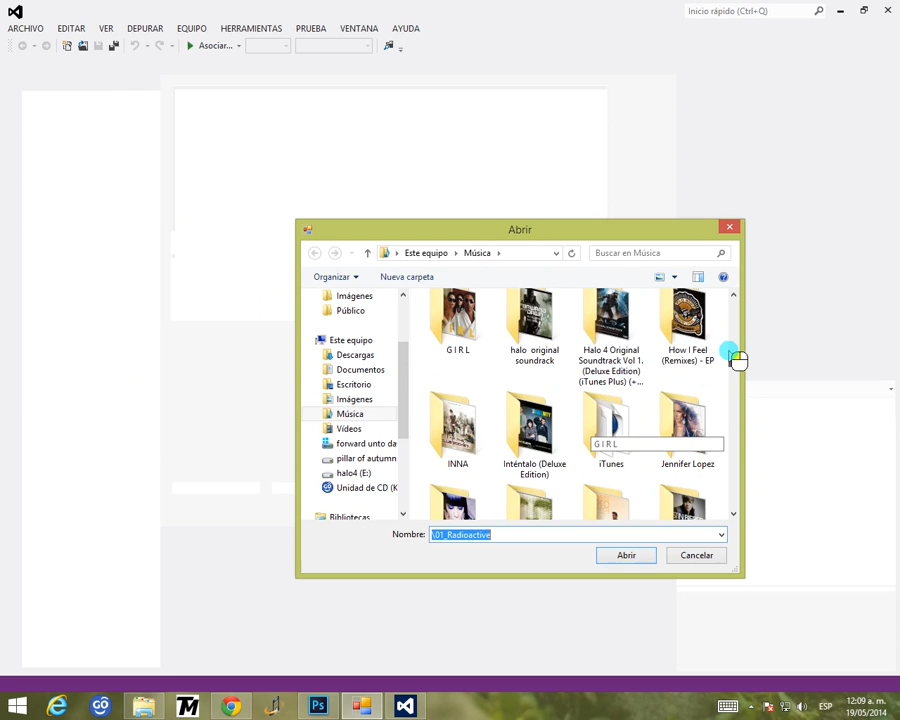 Inicio rápido (Ctrl+Q)
ARCHIVO EDITAR VER DEPURAR EQUIPO HERRAMIENTAS PRUEBA VENTANA AYUDA
Asociar...
Abrir
Este equipo Música
Buscar en Música
Organizar Nueva carpeta
Imágenes
Público
Este equipo
Descargas
Documentos
Escritorio
Imágenes
Música
Vídeos
forward unto da
pillar of autumn
halo4 (E:)
Unidad de CD (K
Bibliotecas
G I R L
halo original
soundtrack
Halo 4 Original
Soundtrack Vol 1.
(Deluxe Edition)
(iTunes Plus) (+...
How I Feel
(Remixes) - EP
G I R L
INNA
Inténtalo (Deluxe
Edition)
iTunes
Jennifer Lopez
Nombre:
\01_Radioactive
Abrir Cancelar
ESP
12:09 a. m.
19/05/2014